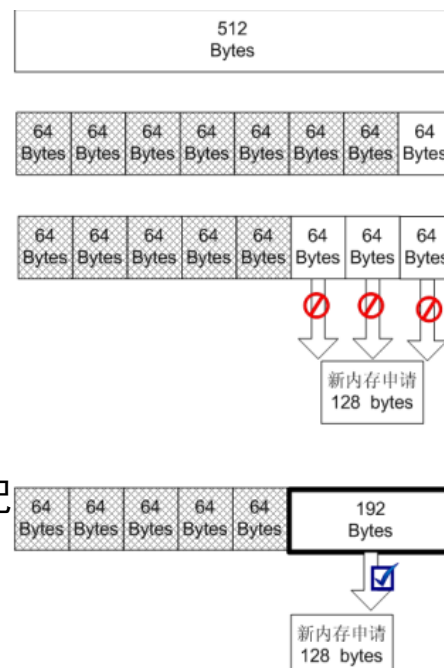 512
Bytes
64 64 64 64 64 64 64 64
Bytes Bytes Bytes Bytes Bytes Bytes Bytes Bytes
64 64 64 64 64 64 64 64
Bytes Bytes Bytes Bytes Bytes Bytes Bytes Bytes
新内存申请
128 bytes
64 64 64 64 64 192
Bytes Bytes Bytes Bytes Bytes Bytes
新内存申请
128 bytes